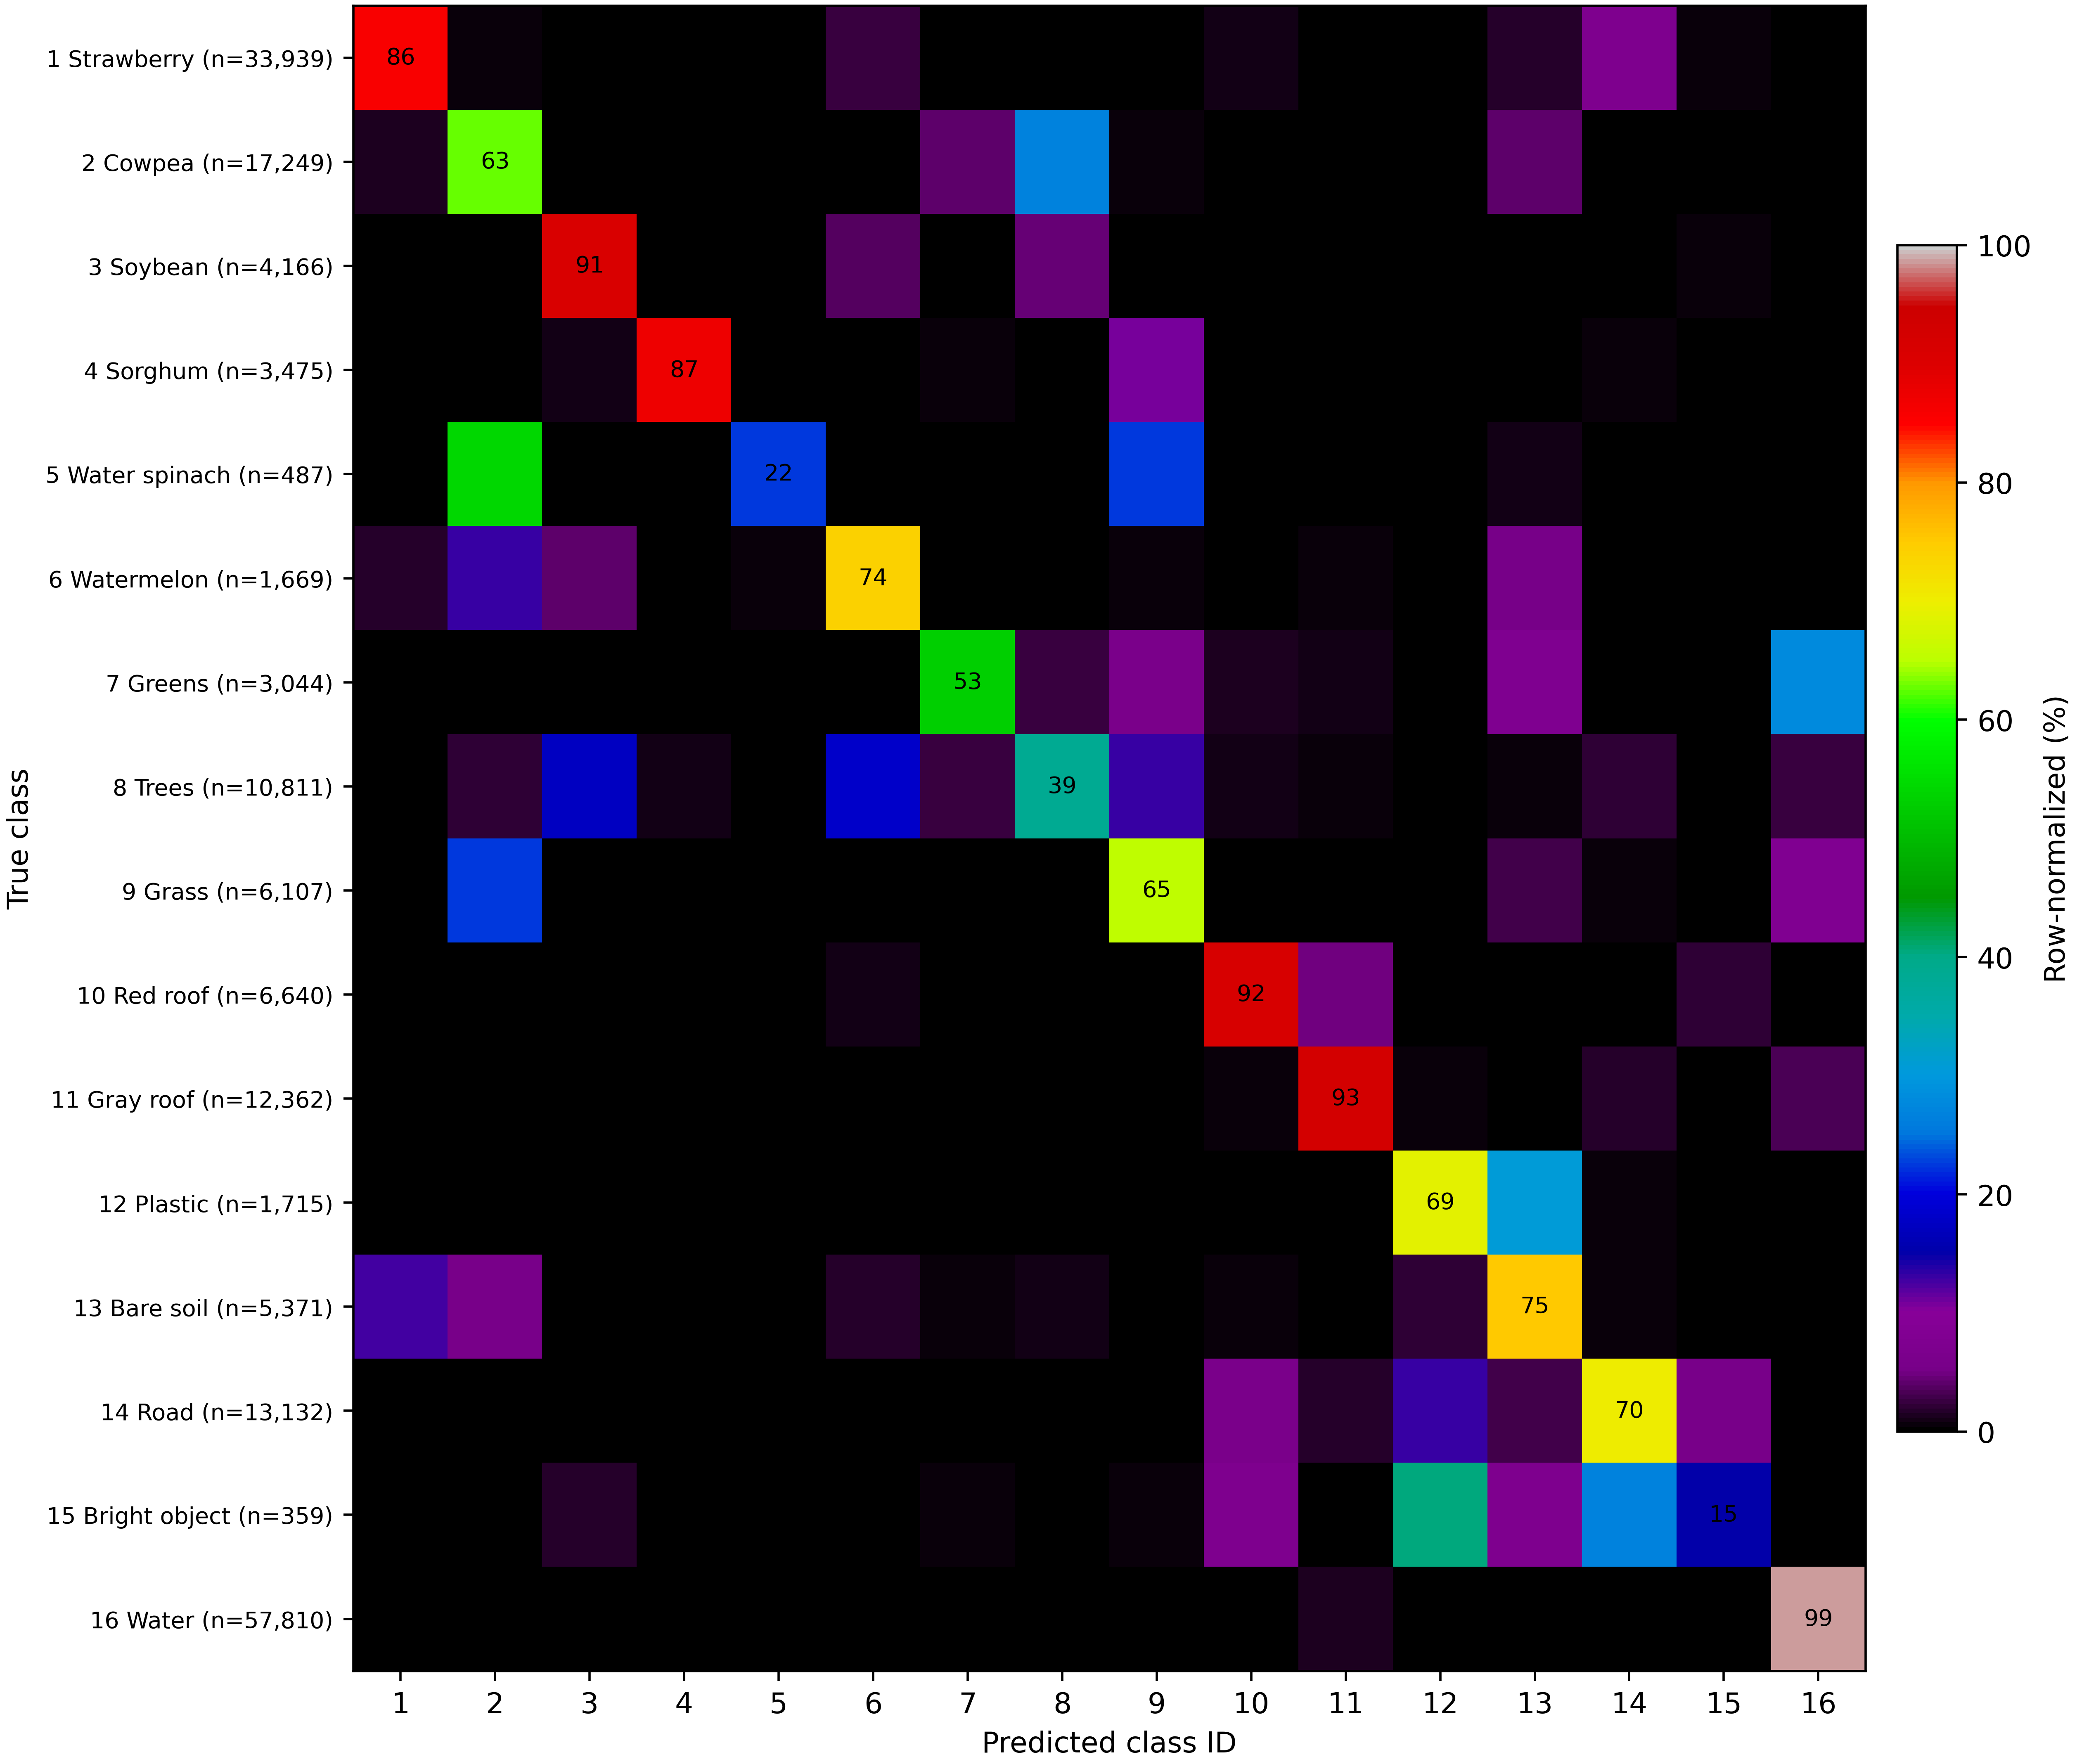 1 Strawberry (n=33,939)
86
2 Cowpea (n=17,249)
63
3 Soybean (n=4,166)
91
4 Sorghum (n=3,475)
87
5 Water spinach (n=487)
22
6 Watermelon (n=1,669)
74
7 Greens (n=3,044)
53
8 Trees (n=10,811)
39
9 Grass (n=6,107)
65
10 Red roof (n=6,640)
92
11 Gray roof (n=12,362)
93
12 Plastic (n=1,715)
69
13 Bare soil (n=5,371)
75
14 Road (n=13,132)
70
15 Bright object (n=359)
15
16 Water (n=57,810)
99
True class
1 2 3 4 5 6 7 8 9 10 11 12 13 14 15 16
Predicted class ID
100
80
60
40
20
0
Row-normalized (%)